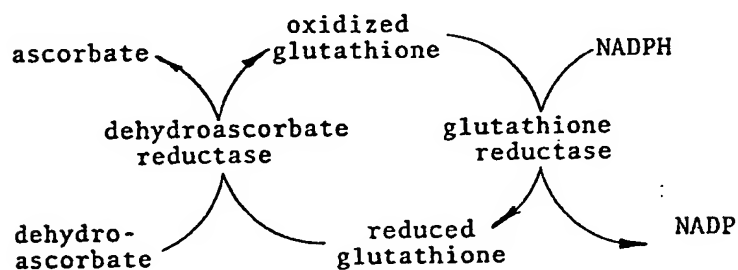 oxidized
glutathione
ascorbate
NADPH
dehydroascorbate
reductase
glutathione
reductase
dehydro-
ascorbate
reduced
glutathione
NADP